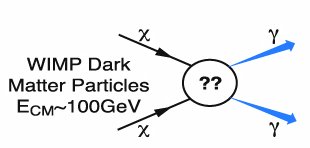 χ
γ
WIMP Dark
Matter Particles
E_CM~100GeV
??
χ
γ